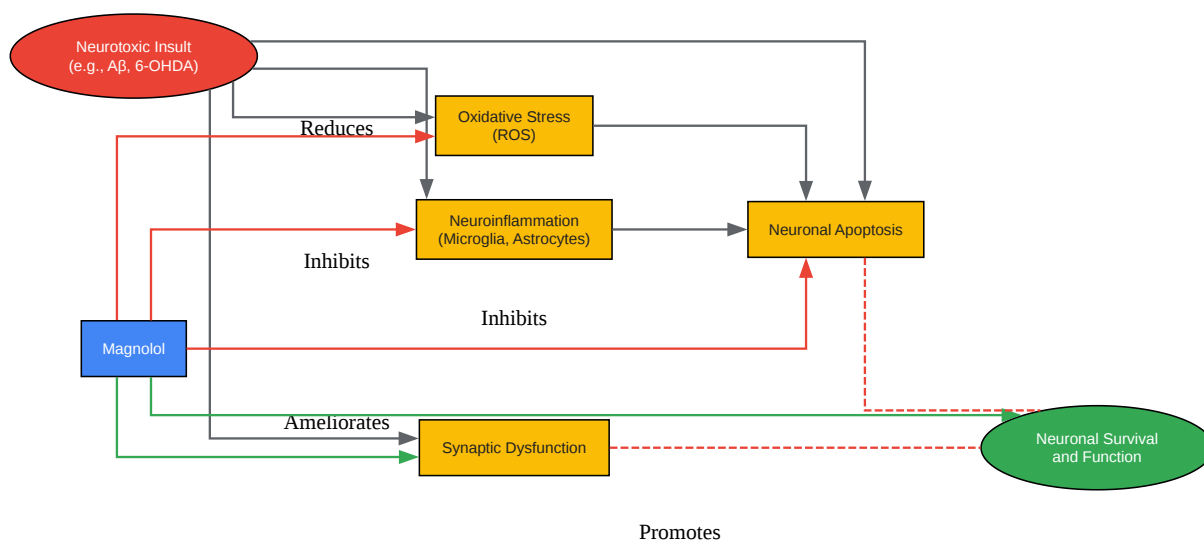 Neurotoxic Insult
(e.g., Aβ, 6-OHDA)
Oxidative Stress
(ROS)
Reduces
Neuroinflammation
(Microglia, Astrocytes)
Neuronal Apoptosis
Inhibits
Inhibits
Magnolol
Ameliorates
Synaptic Dysfunction
Neuronal Survival
and Function
Promotes